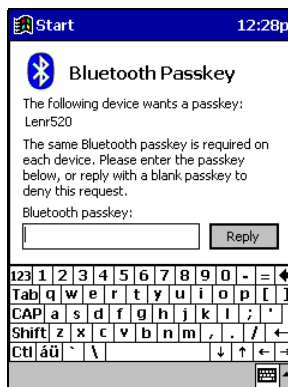 Start 12:28p
Bluetooth Passkey
The following device wants a passkey:
Lenr520
The same Bluetooth passkey is required on
each device. Please enter the passkey
below, or reply with a blank passkey to
deny this request.
Bluetooth passkey:
Reply
123 1 2 3 4 5 6 7 8 9 0 - =
Tab q w e r t y u i o p [ ]
CAP a s d f g h j k l ; '
Shift z x c v b n m , . /
Ctl áü ` \